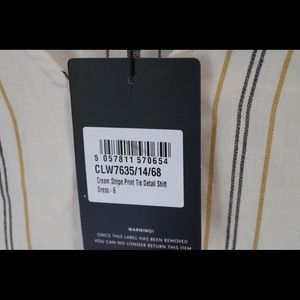 5 057811 570654
CLW7635/14/68
Cream Stripe Print Tie Detail Shift
Dress - 6
WARNING!
ONCE THIS LABEL HAS BEEN REMOVED
YOU CAN NO LONGER RETURN THIS ITEM